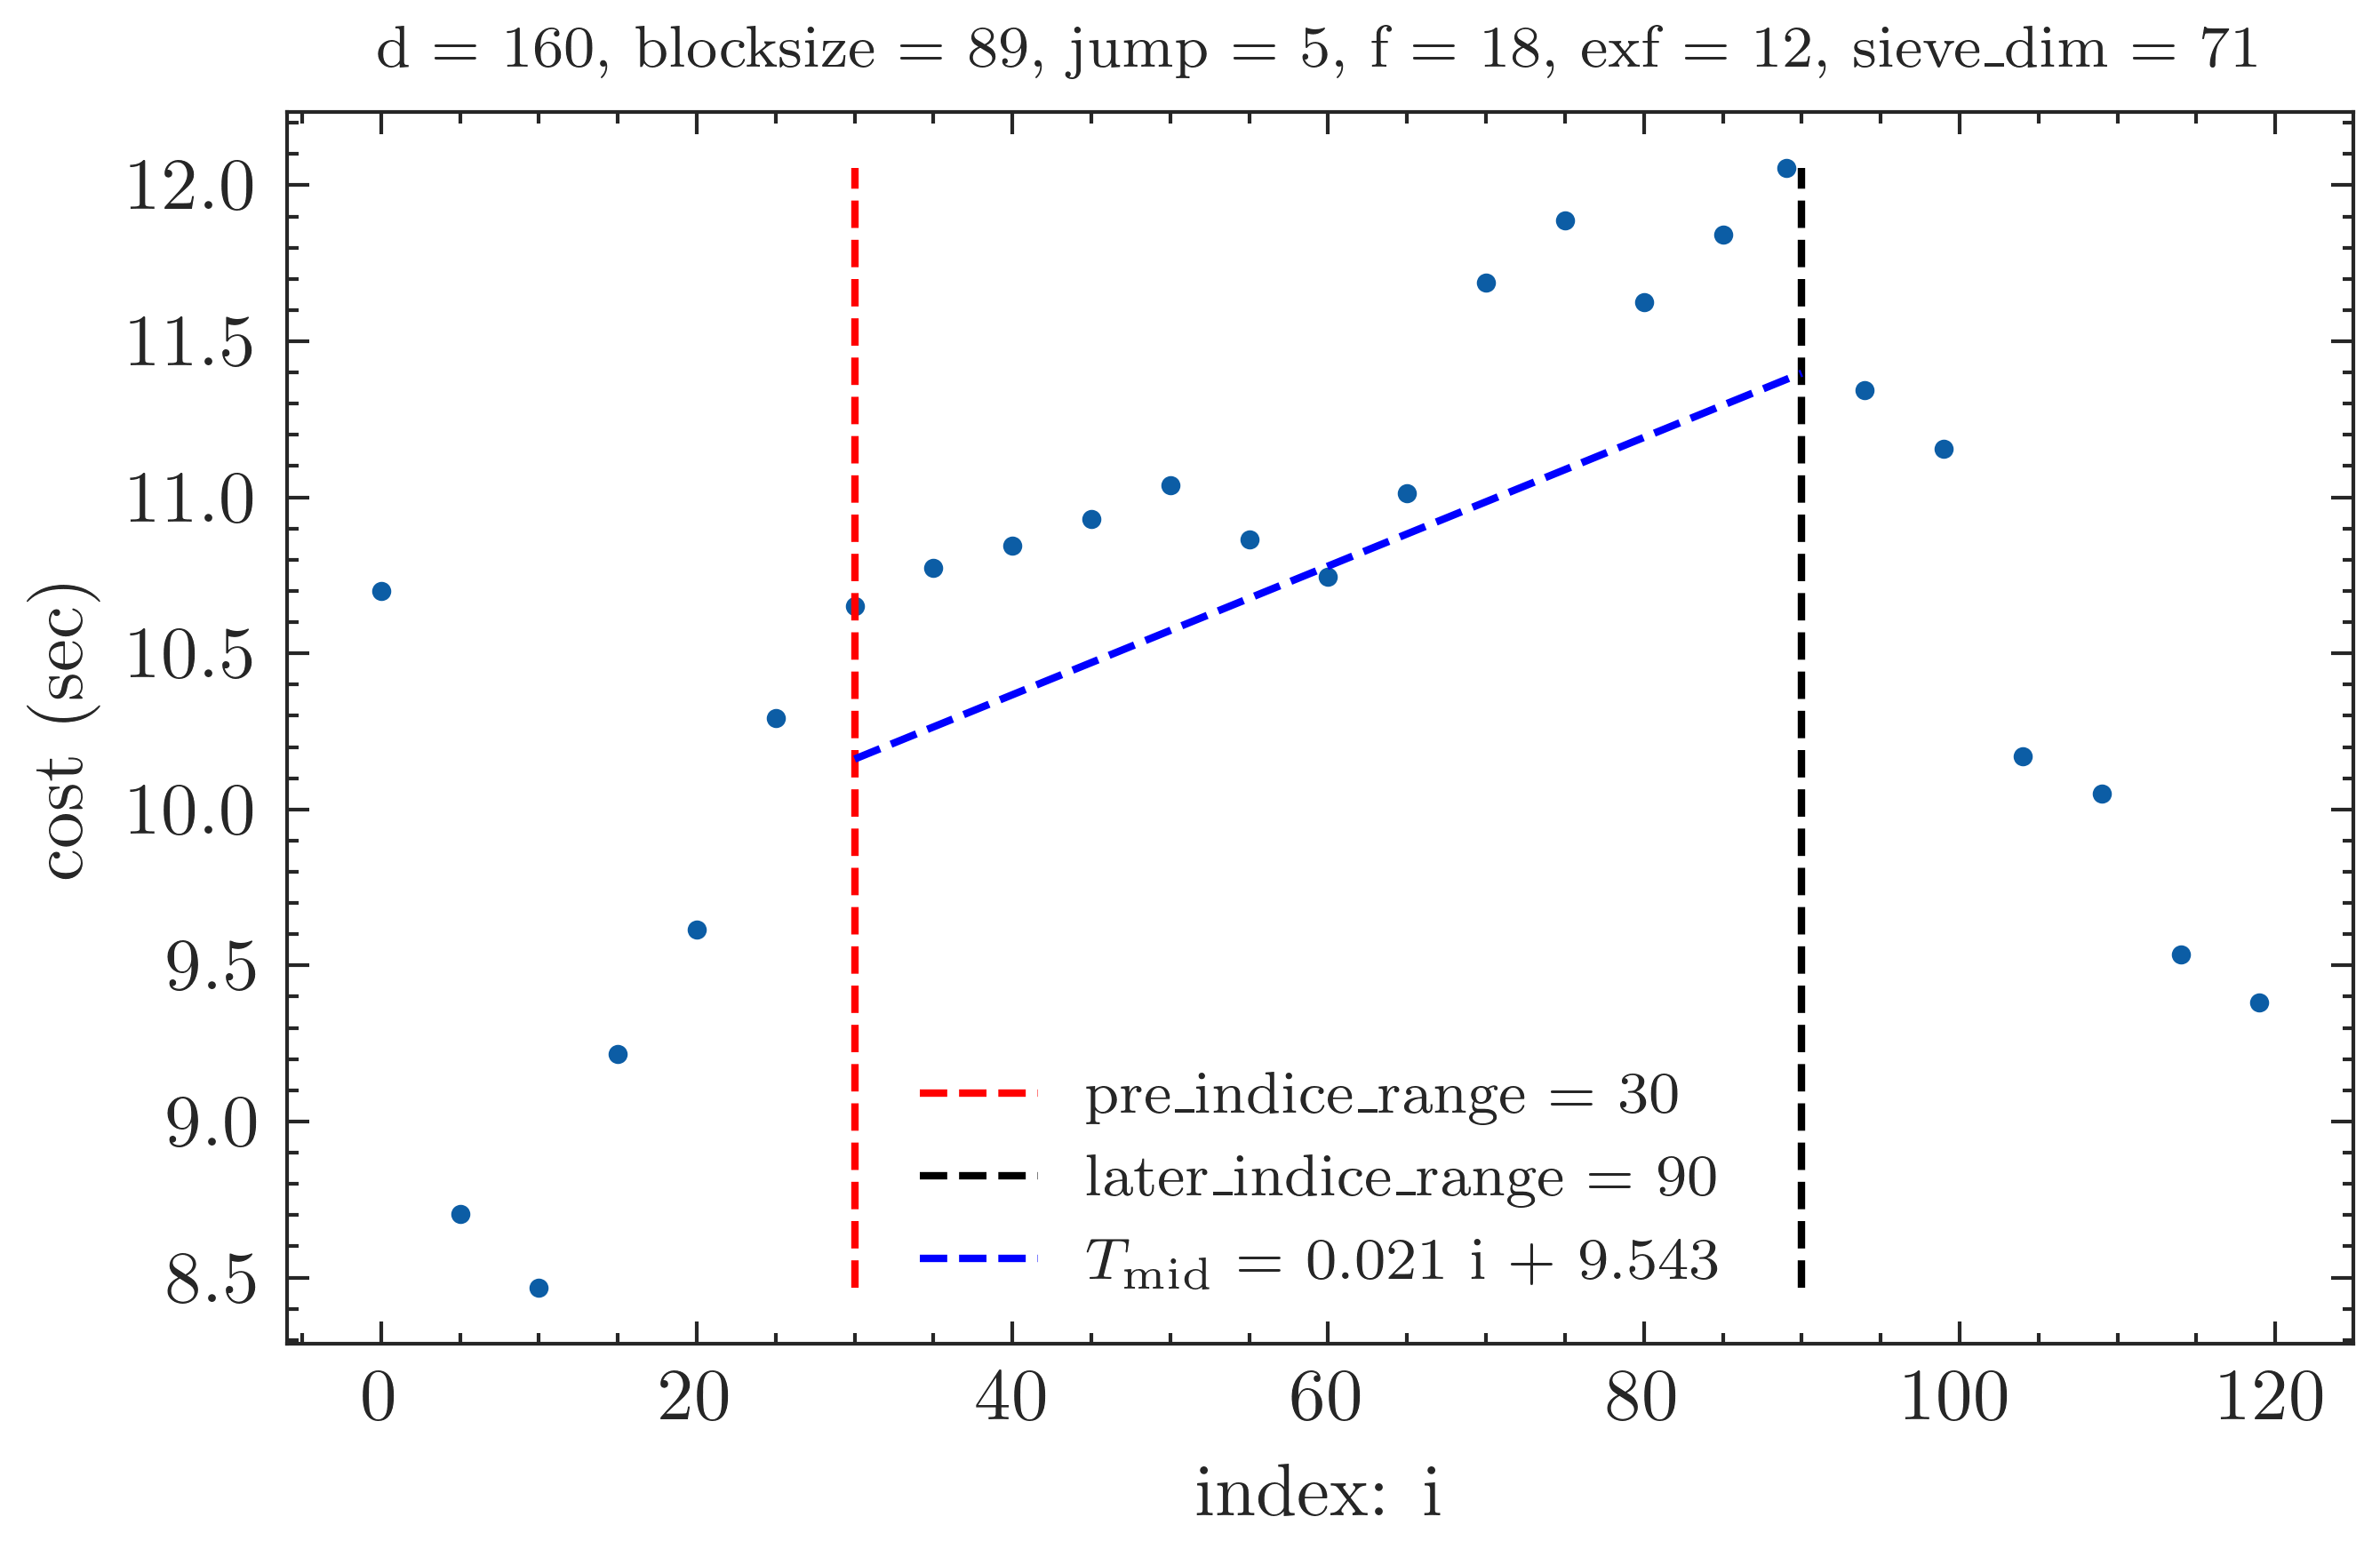 d = 160, blocksize = 89, jump = 5, f = 18, exf = 12, sieve_dim = 71
12.0
11.5
11.0
10.5
10.0
9.5
9.0
8.5
cost (sec)
pre_indice_range = 30
later_indice_range = 90
T_mid = 0.021 i + 9.543
0 20 40 60 80 100 120
index: i